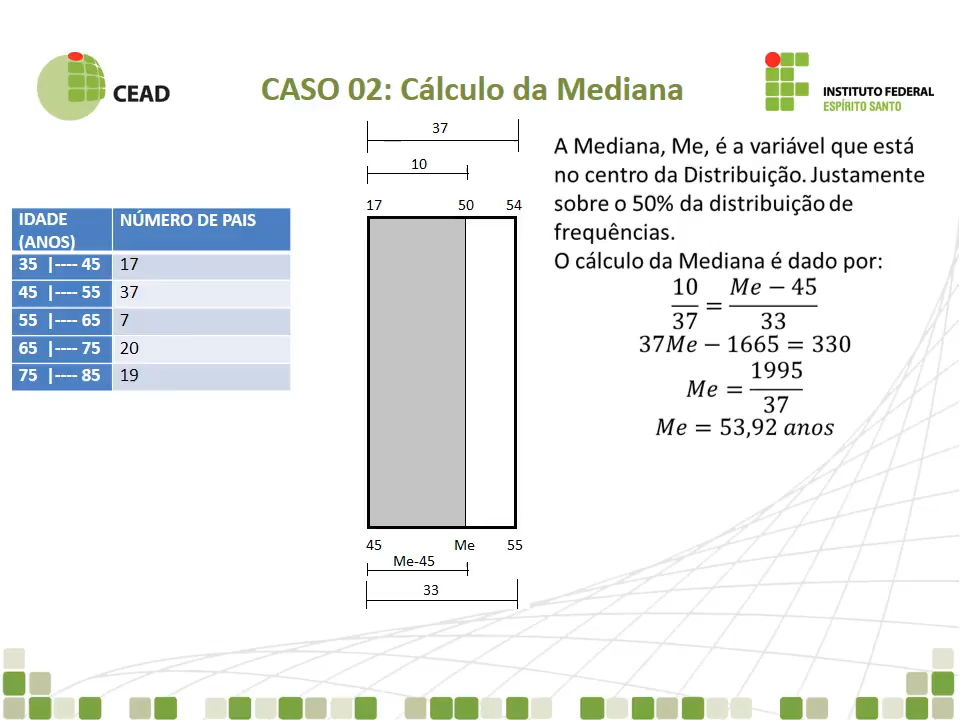 CEAD
CASO 02: Cálculo da Mediana
INSTITUTO FEDERAL
ESPÍRITO SANTO
IDADE (ANOS) NÚMERO DE PAIS
35 |---- 45 17
45 |---- 55 37
55 |---- 65 7
65 |---- 75 20
75 |---- 85 19
37
10
17 50 54
45 Me 55
Me-45
33
A Mediana, Me, é a variável que está
no centro da Distribuição. Justamente
sobre o 50% da distribuição de
frequências.
O cálculo da Mediana é dado por:
10/37 = Me − 45/33
37Me − 1665 = 330
Me = 1995/37
Me = 53,92 anos